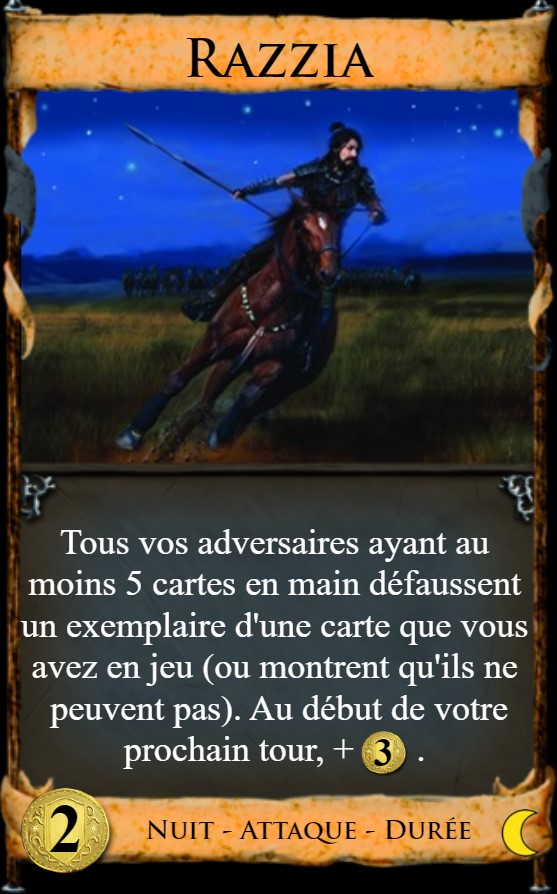 Razzia
Tous vos adversaires ayant au
moins 5 cartes en main défaussent
un exemplaire d'une carte que vous
avez en jeu (ou montrent qu'ils ne
peuvent pas). Au début de votre
prochain tour, + 3 .
2 Nuit - Attaque - Durée